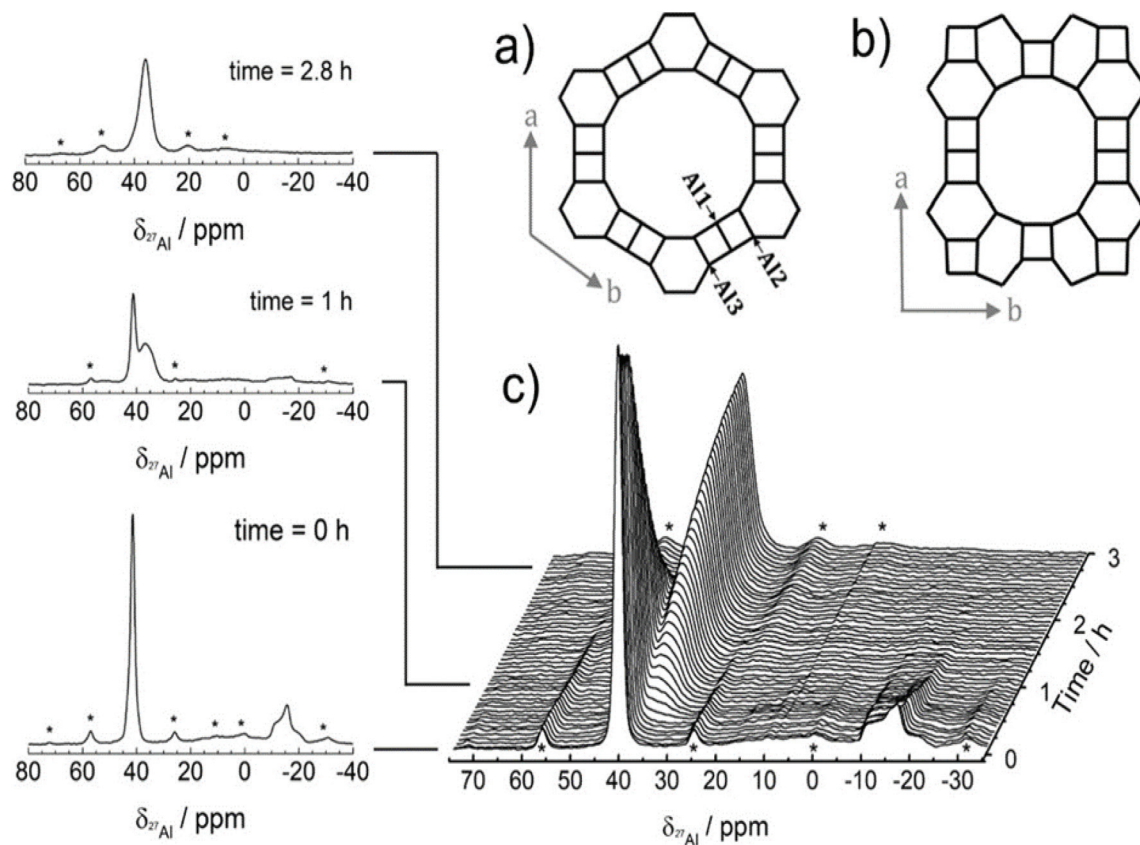 a)
b)
time = 2.8 h
* * * *
80 60 40 20 0 -20 -40
δ27Al / ppm
a
b
Al1
Al2
Al3
a
b
time = 1 h
* * *
80 60 40 20 0 -20 -40
δ27Al / ppm
c)
time = 0 h
* * * * * *
80 60 40 20 0 -20 -40
δ27Al / ppm
* * *
3
2
1
0
Time / h
* * * *
70 60 50 40 30 20 10 0 -10 -20 -30
δ27Al / ppm